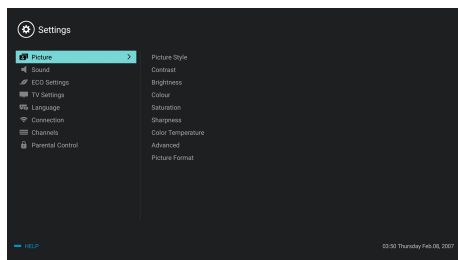 Settings
Picture
Sound
ECO Settings
TV Settings
Language
Connection
Channels
Parental Control
Picture Style
Contrast
Brightness
Colour
Saturation
Sharpness
Color Temperature
Advanced
Picture Format
HELP
03:50 Thursday Feb.08, 2007